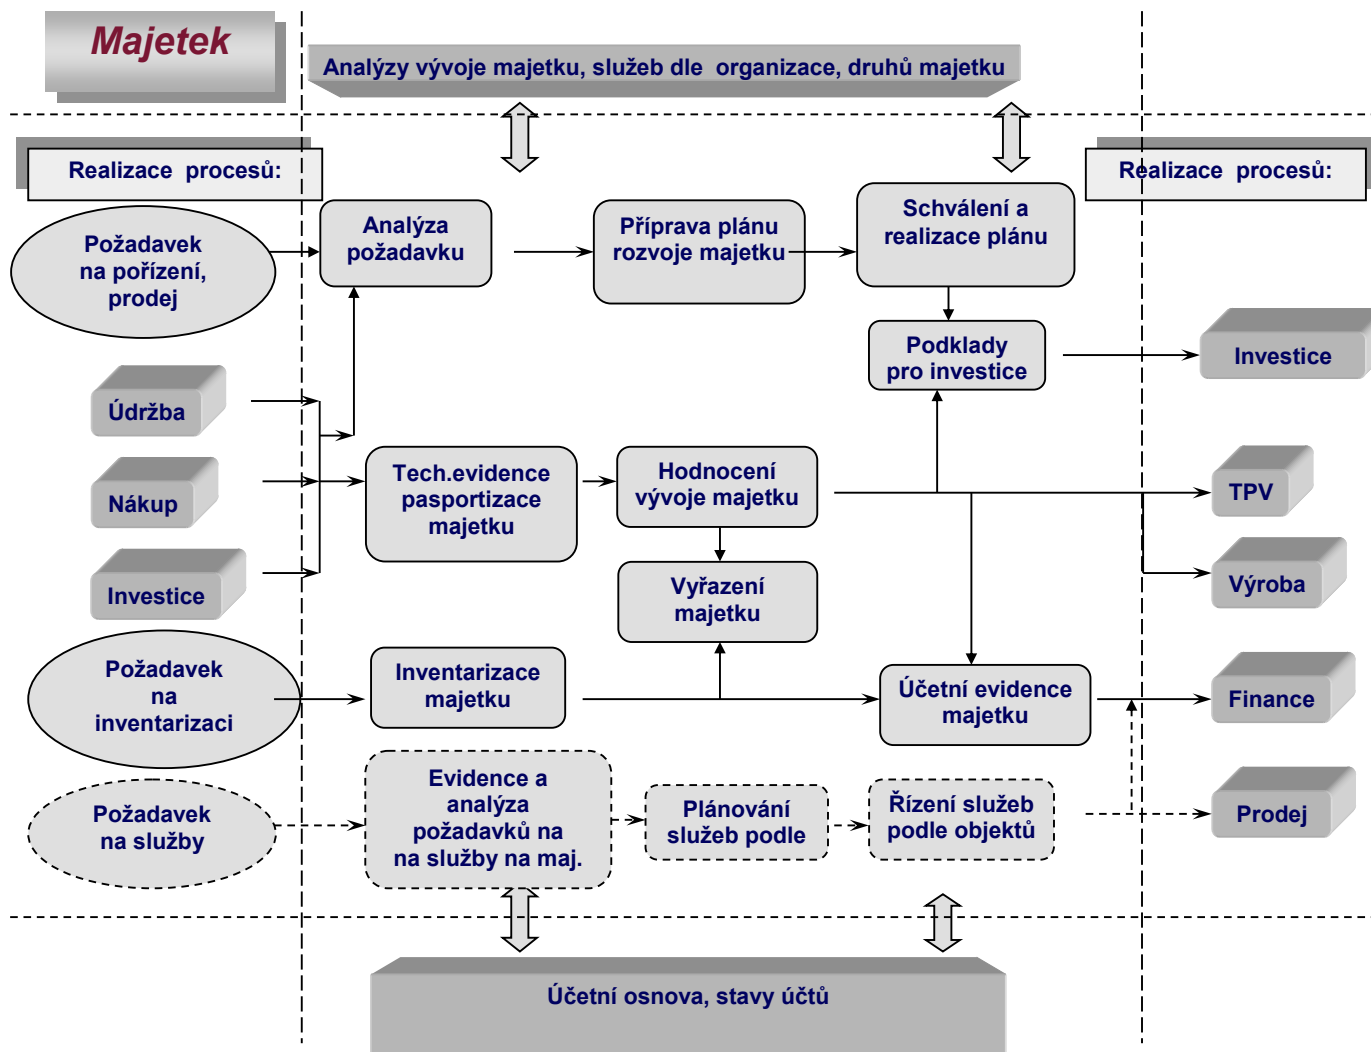 Majetek
Analýzy vývoje majetku, služeb dle organizace, druhů majetku
Realizace procesů:
Realizace procesů:
Požadavek
na pořízení,
prodej
Analýza
požadavku
Příprava plánu
rozvoje majetku
Schválení a
realizace plánu
Podklady
pro investice
Investice
Údržba
Nákup
Investice
Tech.evidence
pasportizace
majetku
Hodnocení
vývoje majetku
TPV
Vyřazení
majetku
Výroba
Požadavek
na
inventarizaci
Inventarizace
majetku
Účetní evidence
majetku
Finance
Požadavek
na služby
Evidence a
analýza
požadavků na
na služby na maj.
Plánování
služeb podle
Řízení služeb
podle objektů
Prodej
Účetní osnova, stavy účtů